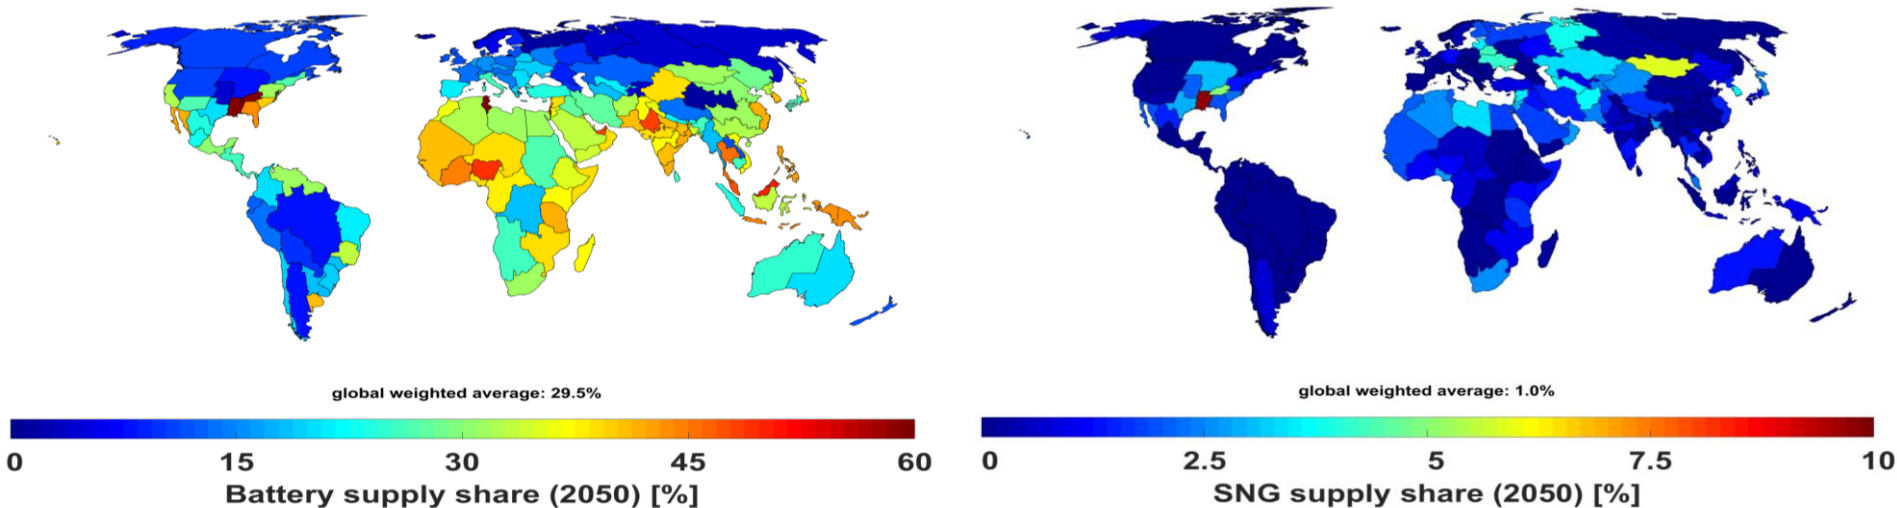 global weighted average: 29.5%
0 15 30 45 60
Battery supply share (2050) [%]
global weighted average: 1.0%
0 2.5 5 7.5 10
SNG supply share (2050) [%]